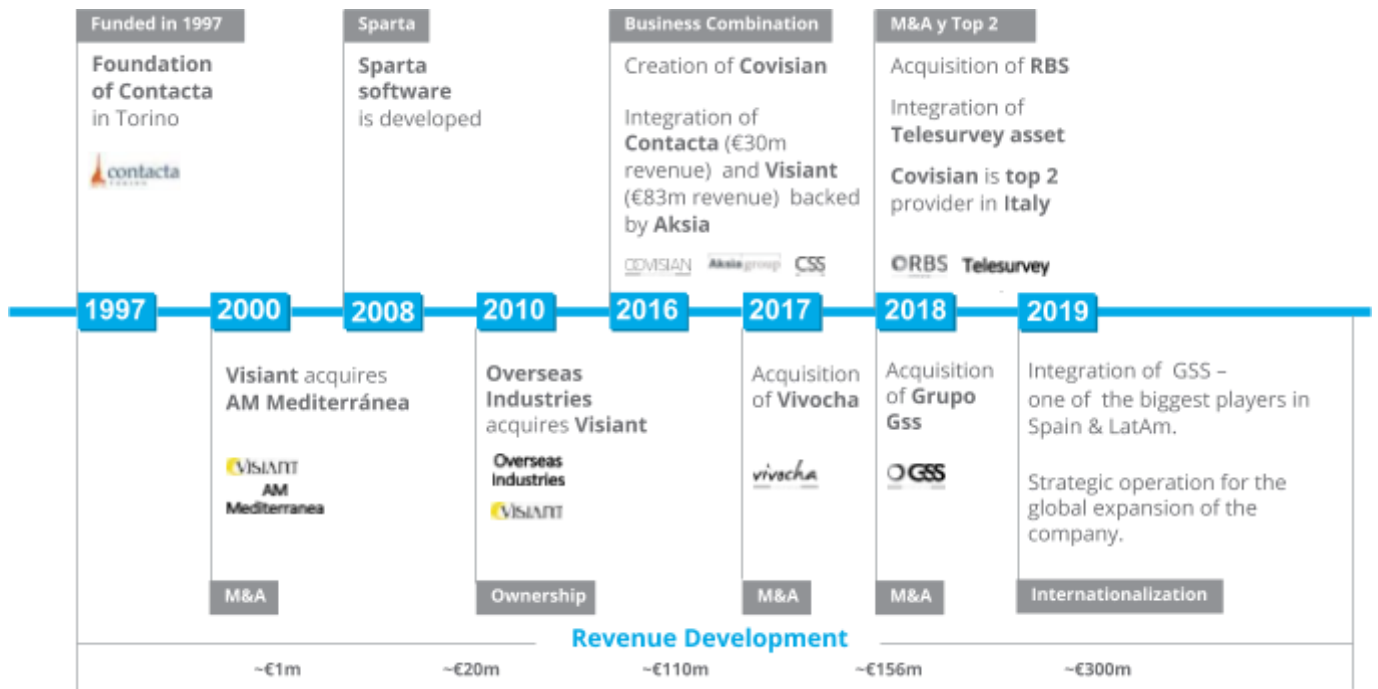 Funded in 1997
Foundation
of Contacta
in Torino
contacta
Sparta
Sparta
software
is developed
Business Combination
Creation of Covisian
Integration of
Contacta (€30m
revenue) and Visiant
(€83m revenue) backed
by Aksia
COVISIAN Aksia group CSS
M&A y Top 2
Acquisition of RBS
Integration of
Telesurvey asset
Covisian is top 2
provider in Italy
RBS Telesurvey
1997 2000 2008 2010 2016 2017 2018 2019
Visiant acquires
AM Mediterránea
VISIANT
AM
Mediterranea
M&A
Overseas
Industries
acquires Visiant
Overseas
Industries
VISIANT
Ownership
Acquisition
of Vivocha
vivocha
M&A
Acquisition
of Grupo
Gss
GSS
M&A
Integration of GSS –
one of the biggest players in
Spain & LatAm.
Strategic operation for the
global expansion of the
company.
Internationalization
Revenue Development
~€1m ~€20m ~€110m ~€156m ~€300m